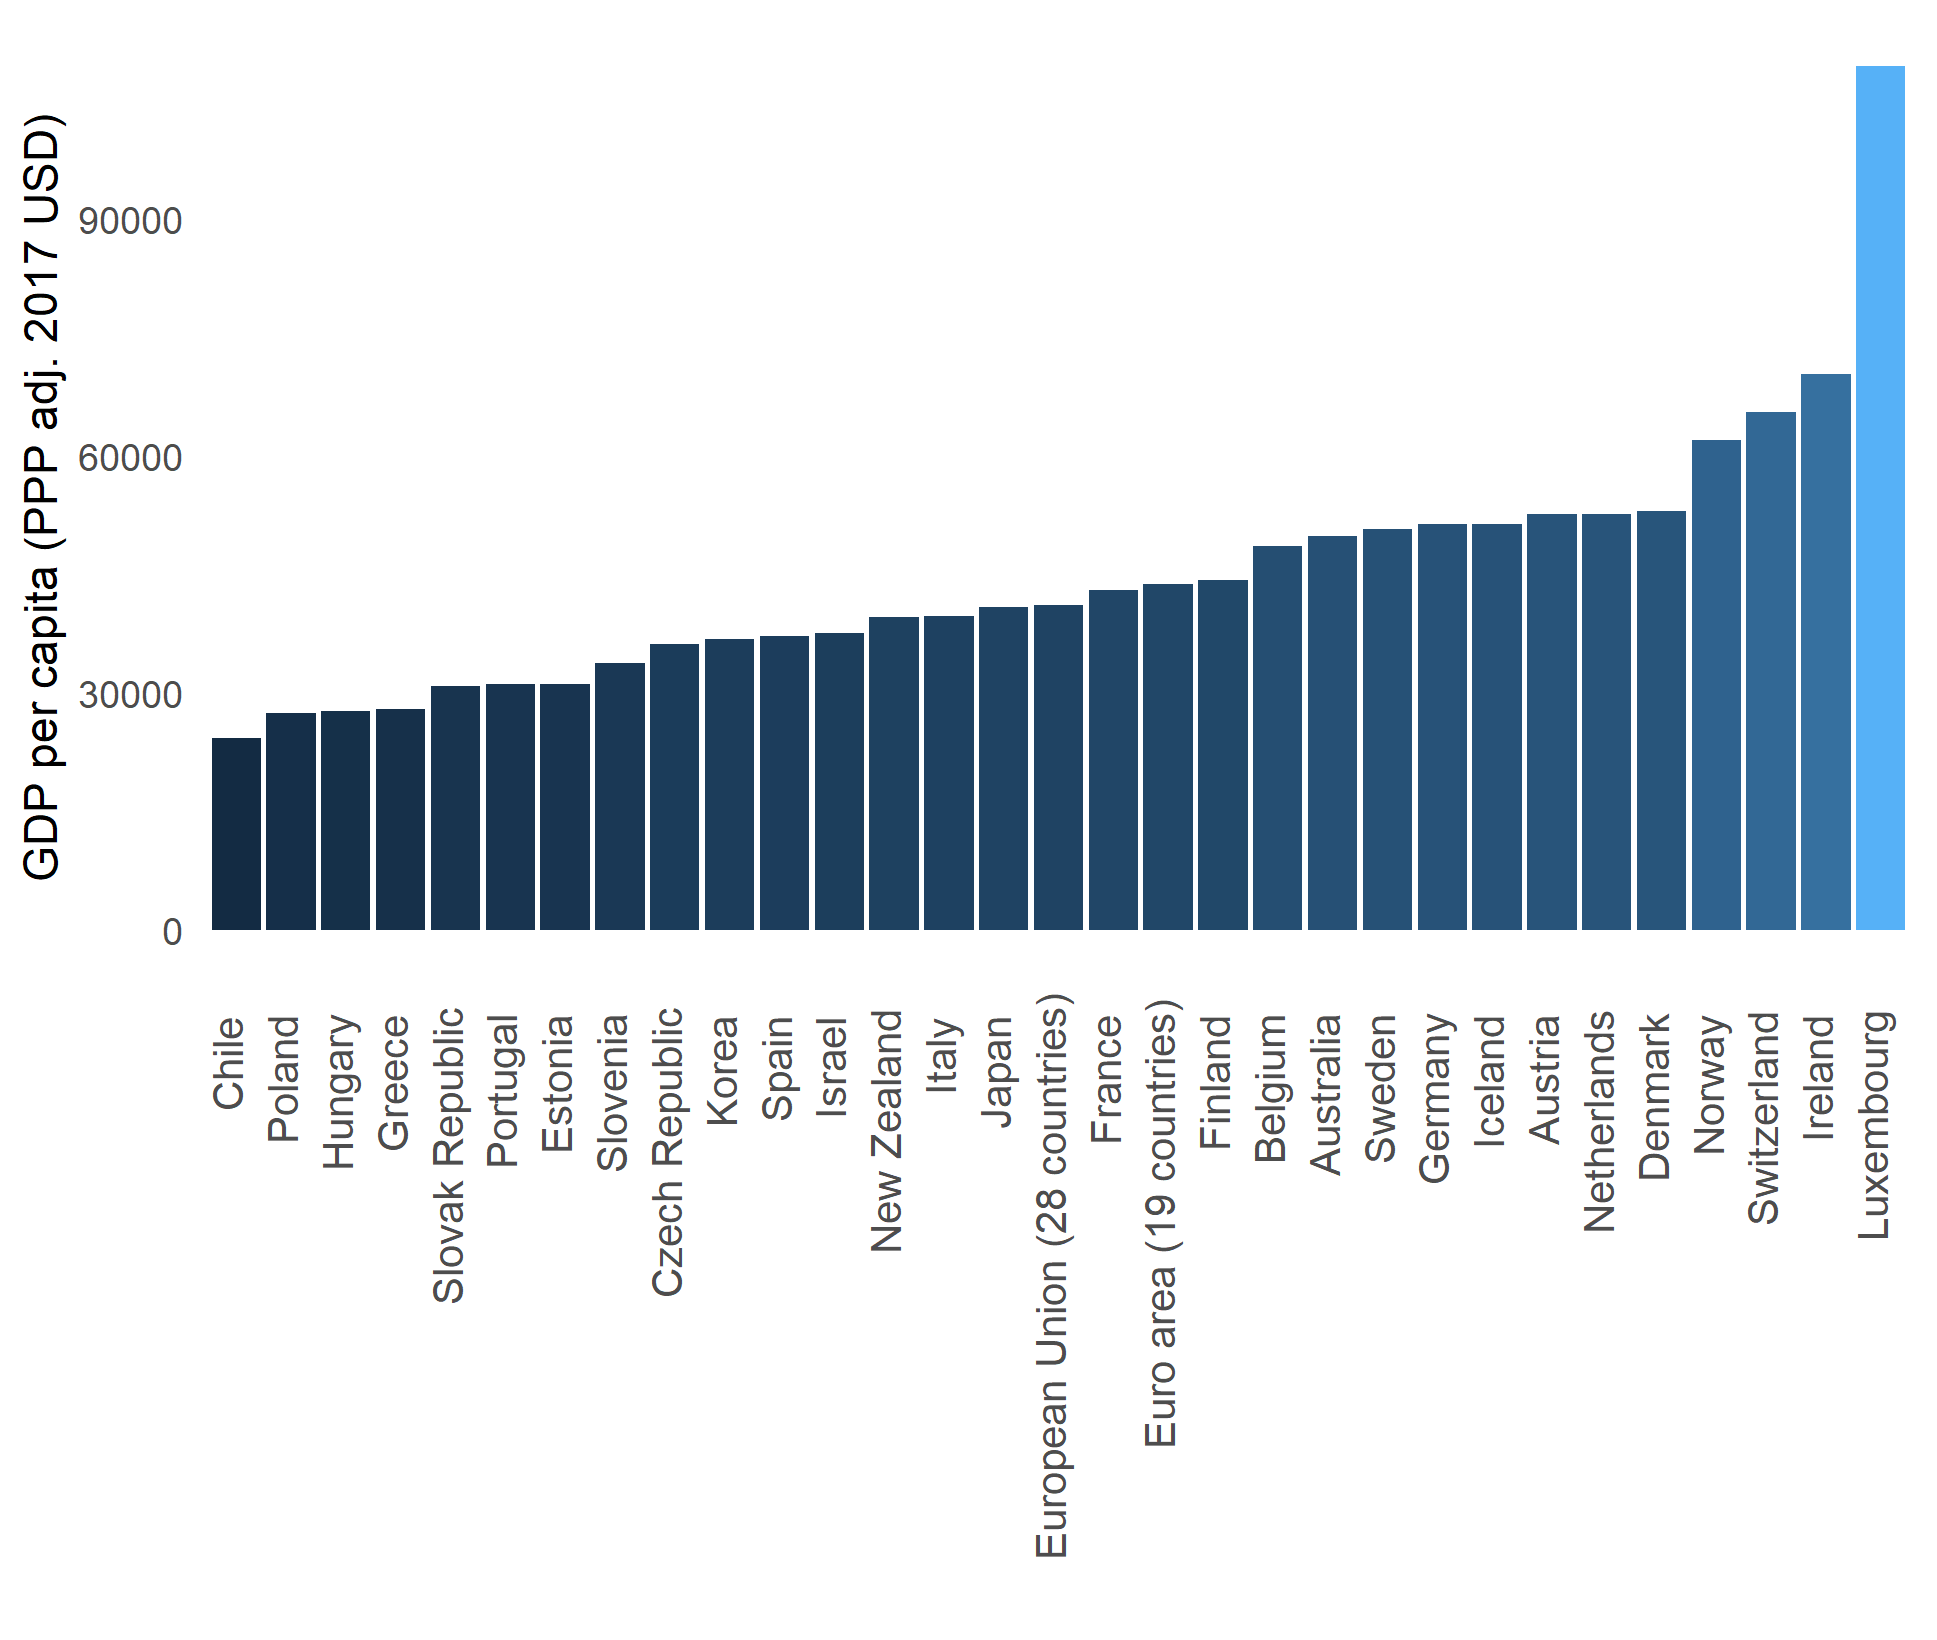 GDP per capita (PPP adj. 2017 USD)
90000
60000
30000
0
Chile
Poland
Hungary
Greece
Slovak Republic
Portugal
Estonia
Slovenia
Czech Republic
Korea
Spain
Israel
New Zealand
Italy
Japan
European Union (28 countries)
France
Euro area (19 countries)
Finland
Belgium
Australia
Sweden
Germany
Iceland
Austria
Netherlands
Denmark
Norway
Switzerland
Ireland
Luxembourg